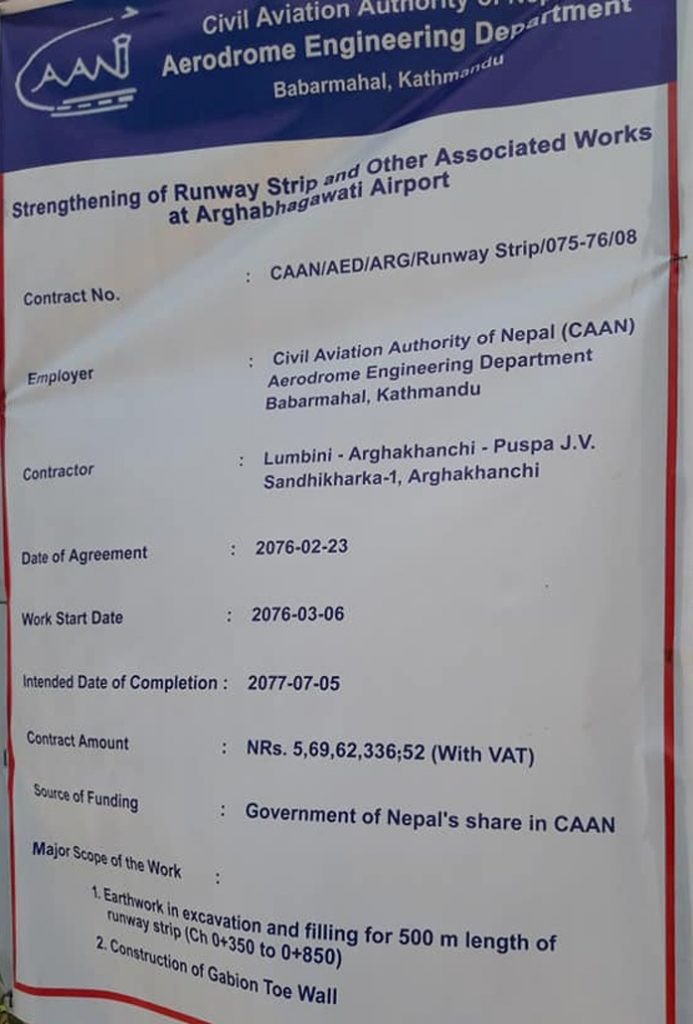 CAAN
Civil Aviation Authority of
Aerodrome Engineering Department
Babarmahal, Kathmandu
Strengthening of Runway Strip and Other Associated Works
at Arghabhagawati Airport
Contract No. : CAAN/AED/ARG/Runway Strip/075-76/08
Employer : Civil Aviation Authority of Nepal (CAAN)
Aerodrome Engineering Department
Babarmahal, Kathmandu
Contractor : Lumbini - Arghakhanchi - Puspa J.V.
Sandhikharka-1, Arghakhanchi
Date of Agreement : 2076-02-23
Work Start Date : 2076-03-06
Intended Date of Completion : 2077-07-05
Contract Amount : NRs. 5,69,62,336;52 (With VAT)
Source of Funding : Government of Nepal's share in CAAN
Major Scope of the Work :
1. Earthwork in excavation and filling for 500 m length of
runway strip (Ch 0+350 to 0+850)
2. Construction of Gabion Toe Wall